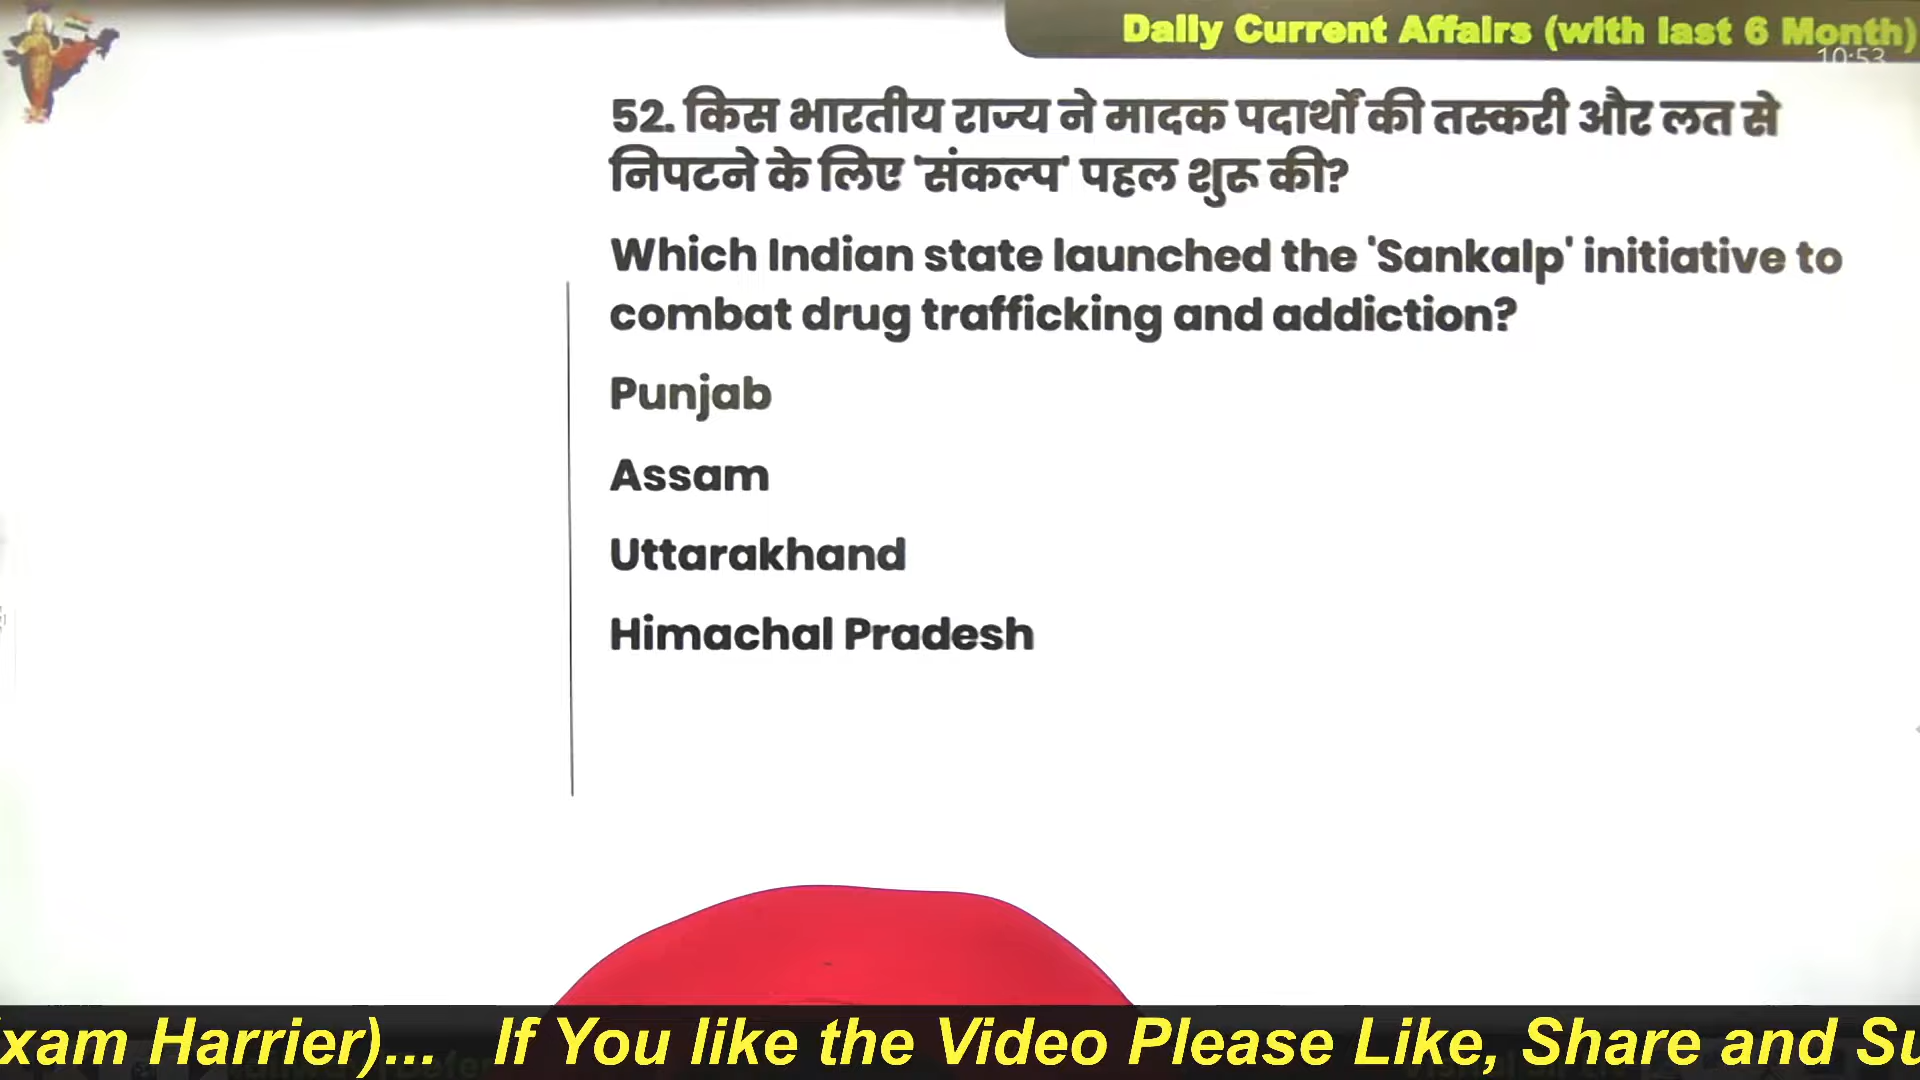 Daily Current Affairs (with last 6 Month)
10:53
52. किस भारतीय राज्य ने मादक पदार्थों की तस्करी और लत से
निपटने के लिए 'संकल्प' पहल शुरू की?
Which Indian state launched the 'Sankalp' initiative to
combat drug trafficking and addiction?
Punjab
Assam
Uttarakhand
Himachal Pradesh
xam Harrier)... If You like the Video Please Like, Share and Su